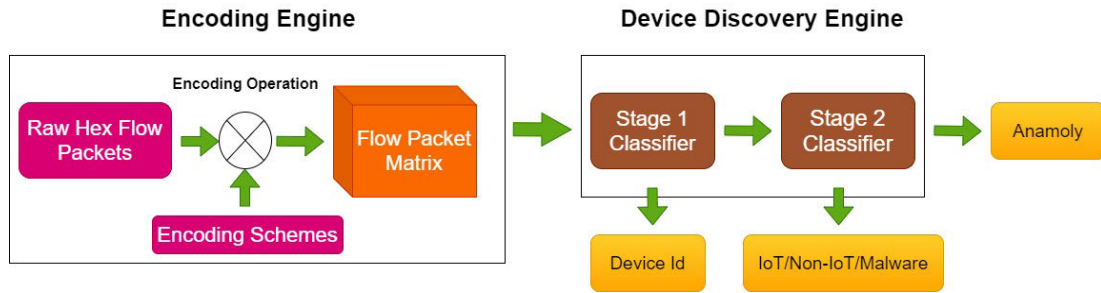 Encoding Engine
Device Discovery Engine
Encoding Operation
Raw Hex Flow
Packets
Flow Packet
Matrix
Encoding Schemes
Stage 1
Classifier
Stage 2
Classifier
Anamoly
Device Id
IoT/Non-IoT/Malware